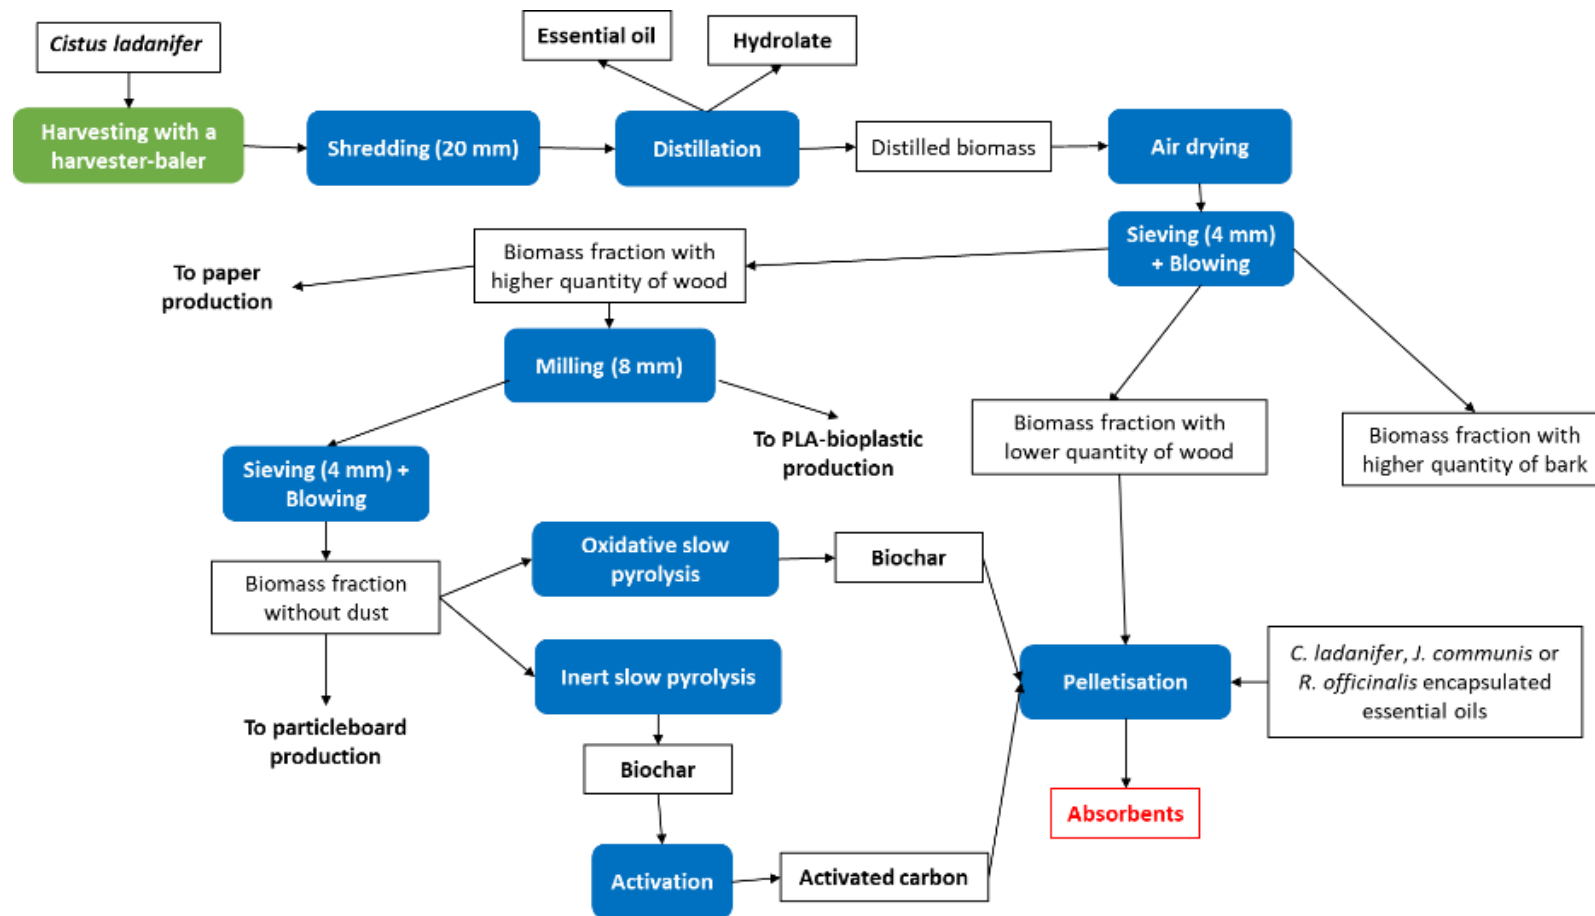 Cistus ladanifer
Essential oil
Hydrolate
Harvesting with a
harvester-baler
Shredding (20 mm)
Distillation
Distilled biomass
Air drying
Sieving (4 mm)
+ Blowing
Biomass fraction with
higher quantity of wood
To paper
production
Milling (8 mm)
To PLA-bioplastic
production
Biomass fraction with
lower quantity of wood
Biomass fraction with
higher quantity of bark
Sieving (4 mm) +
Blowing
Oxidative slow
pyrolysis
Biochar
Biomass fraction
without dust
Inert slow pyrolysis
Pelletisation
C. ladanifer, J. communis or
R. officinalis encapsulated
essential oils
To particleboard
production
Biochar
Absorbents
Activation
Activated carbon